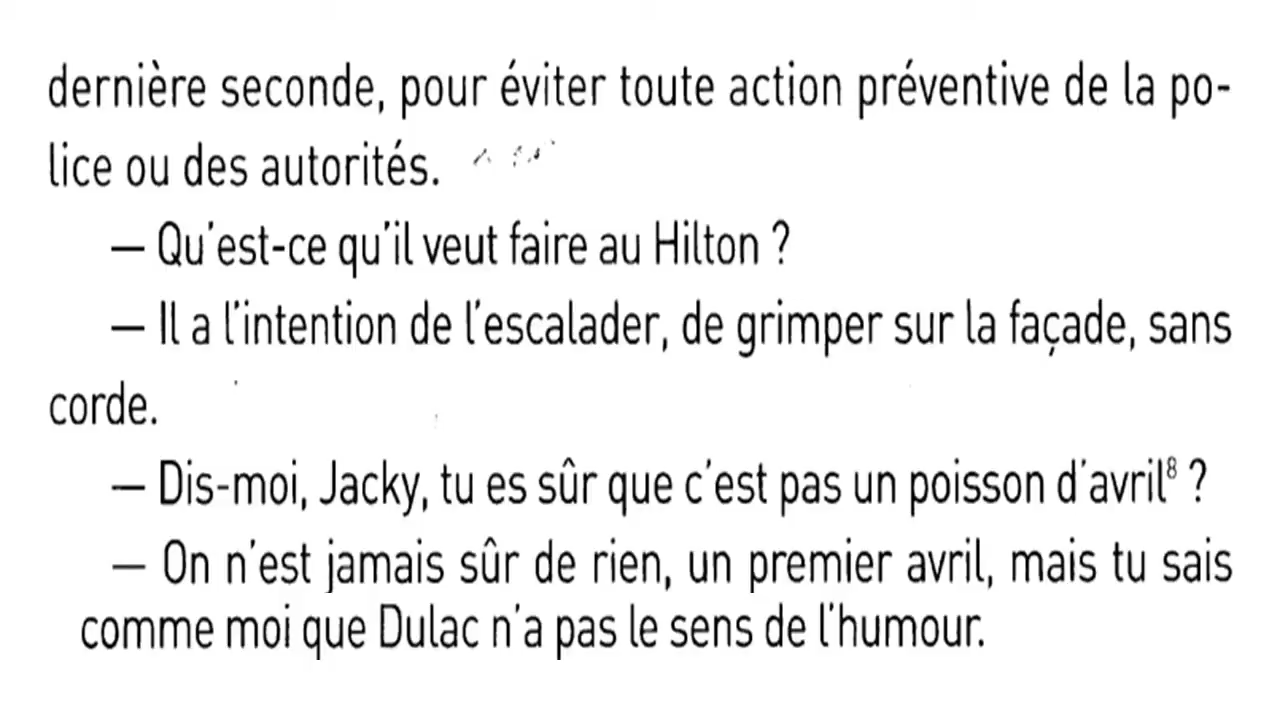 dernière seconde, pour éviter toute action préventive de la po-
lice ou des autorités.
— Qu'est-ce qu'il veut faire au Hilton ?
— Il a l'intention de l'escalader, de grimper sur la façade, sans
corde.
— Dis-moi, Jacky, tu es sûr que c'est pas un poisson d'avril⁸ ?
— On n'est jamais sûr de rien, un premier avril, mais tu sais
comme moi que Dulac n'a pas le sens de l'humour.